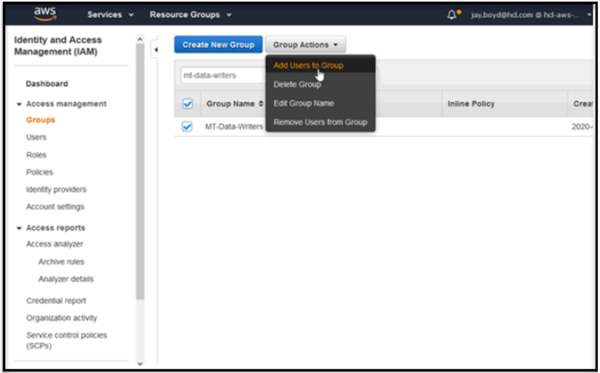 aws
Services
Resource Groups
jay.boyd@hcl.com @ hcl-aws-...
Identity and Access
Management (IAM)
Dashboard
Access management
Groups
Users
Roles
Policies
Identity providers
Account settings
Access reports
Access analyzer
Archive rules
Analyzer details
Credential report
Organization activity
Service control policies
(SCPs)
Create New Group
Group Actions
Add Users to Group
Delete Group
Edit Group Name
Remove Users from Group
mt-data-writers
Group Name
Inline Policy
Creat
MT-Data-Writers
2020-